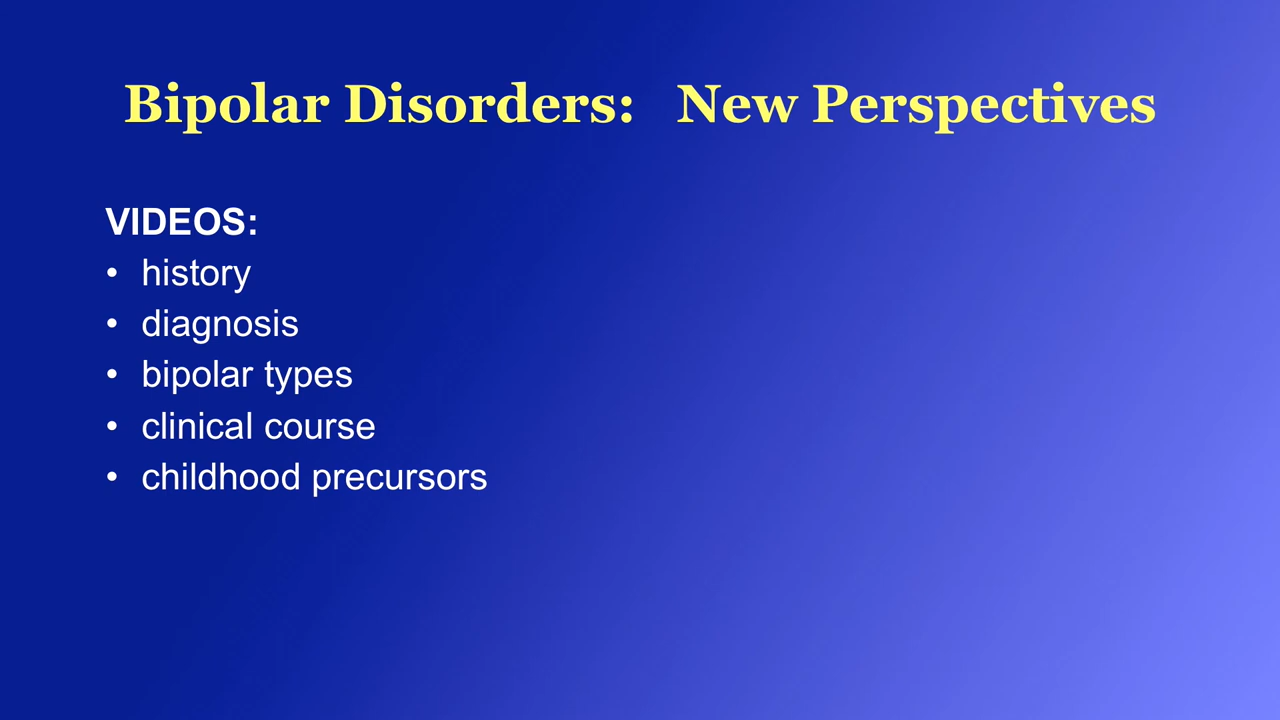 Bipolar Disorders: New Perspectives
VIDEOS:
• history
• diagnosis
• bipolar types
• clinical course
• childhood precursors